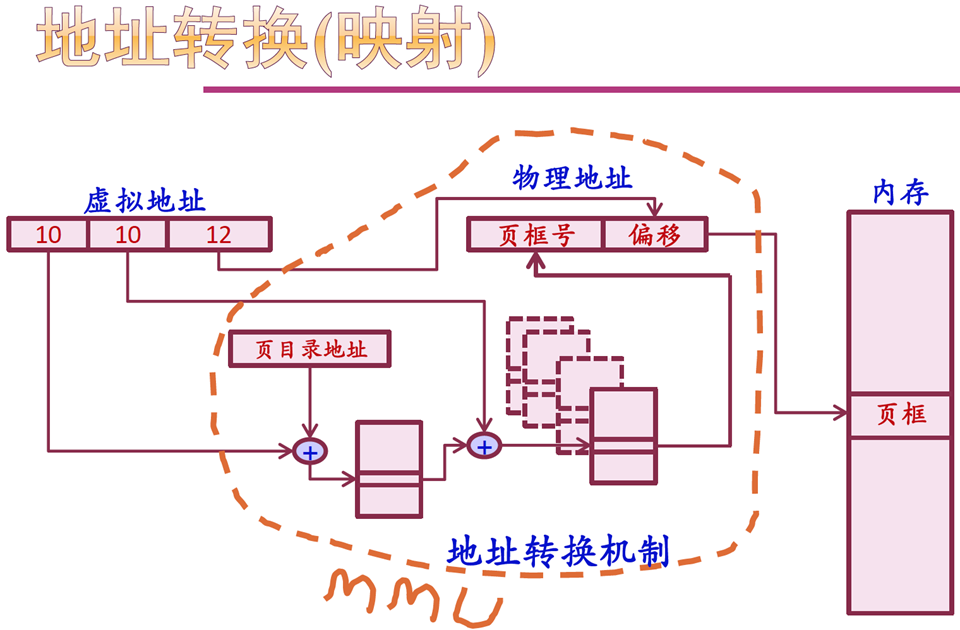 地址转换(映射)
物理地址
虚拟地址
内存
10 10 12
页框号 偏移
页目录地址
页框
+
+
地址转换机制
MMU